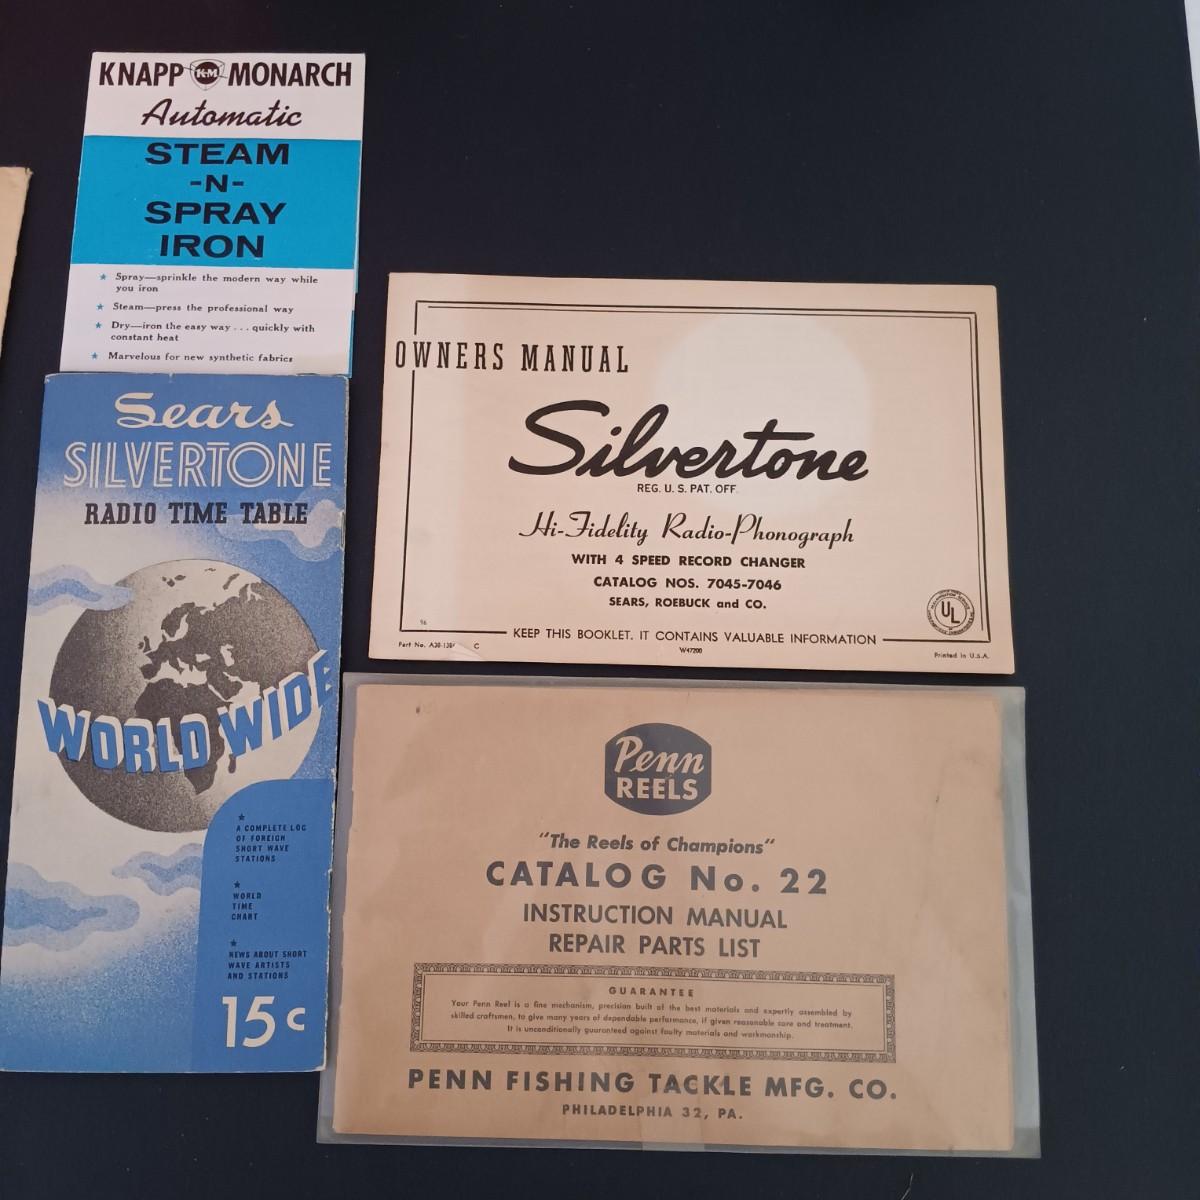 KNAPP KM MONARCH
Automatic
STEAM
-N-
SPRAY
IRON
★ Spray—sprinkle the modern way while
you iron
★ Steam—press the professional way
★ Dry—iron the easy way . . . quickly with
constant heat
★ Marvelous for new synthetic fabrics
Sears
SILVERTONE
RADIO TIME TABLE
WORLD WIDE
★
A COMPLETE LOG
OF FOREIGN
SHORT WAVE
STATIONS
★
WORLD
TIME
CHART
★
NEWS ABOUT SHORT
WAVE ARTISTS
AND STATIONS
15c
OWNERS MANUAL
Silvertone
REG. U. S. PAT. OFF.
Hi-Fidelity Radio-Phonograph
WITH 4 SPEED RECORD CHANGER
CATALOG NOS. 7045-7046
SEARS, ROEBUCK and CO.
UL
KEEP THIS BOOKLET. IT CONTAINS VALUABLE INFORMATION
Part No. C
W47200
Printed in U.S.A.
Penn
REELS
"The Reels of Champions"
CATALOG No. 22
INSTRUCTION MANUAL
REPAIR PARTS LIST
GUARANTEE
Your Penn Reel is a fine mechanism, precision built of the best materials and expertly assembled by
skilled craftsmen, to give many years of dependable performance, if given reasonable care and treatment.
It is unconditionally guaranteed against faulty materials and workmanship.
PENN FISHING TACKLE MFG. CO.
PHILADELPHIA 32, PA.